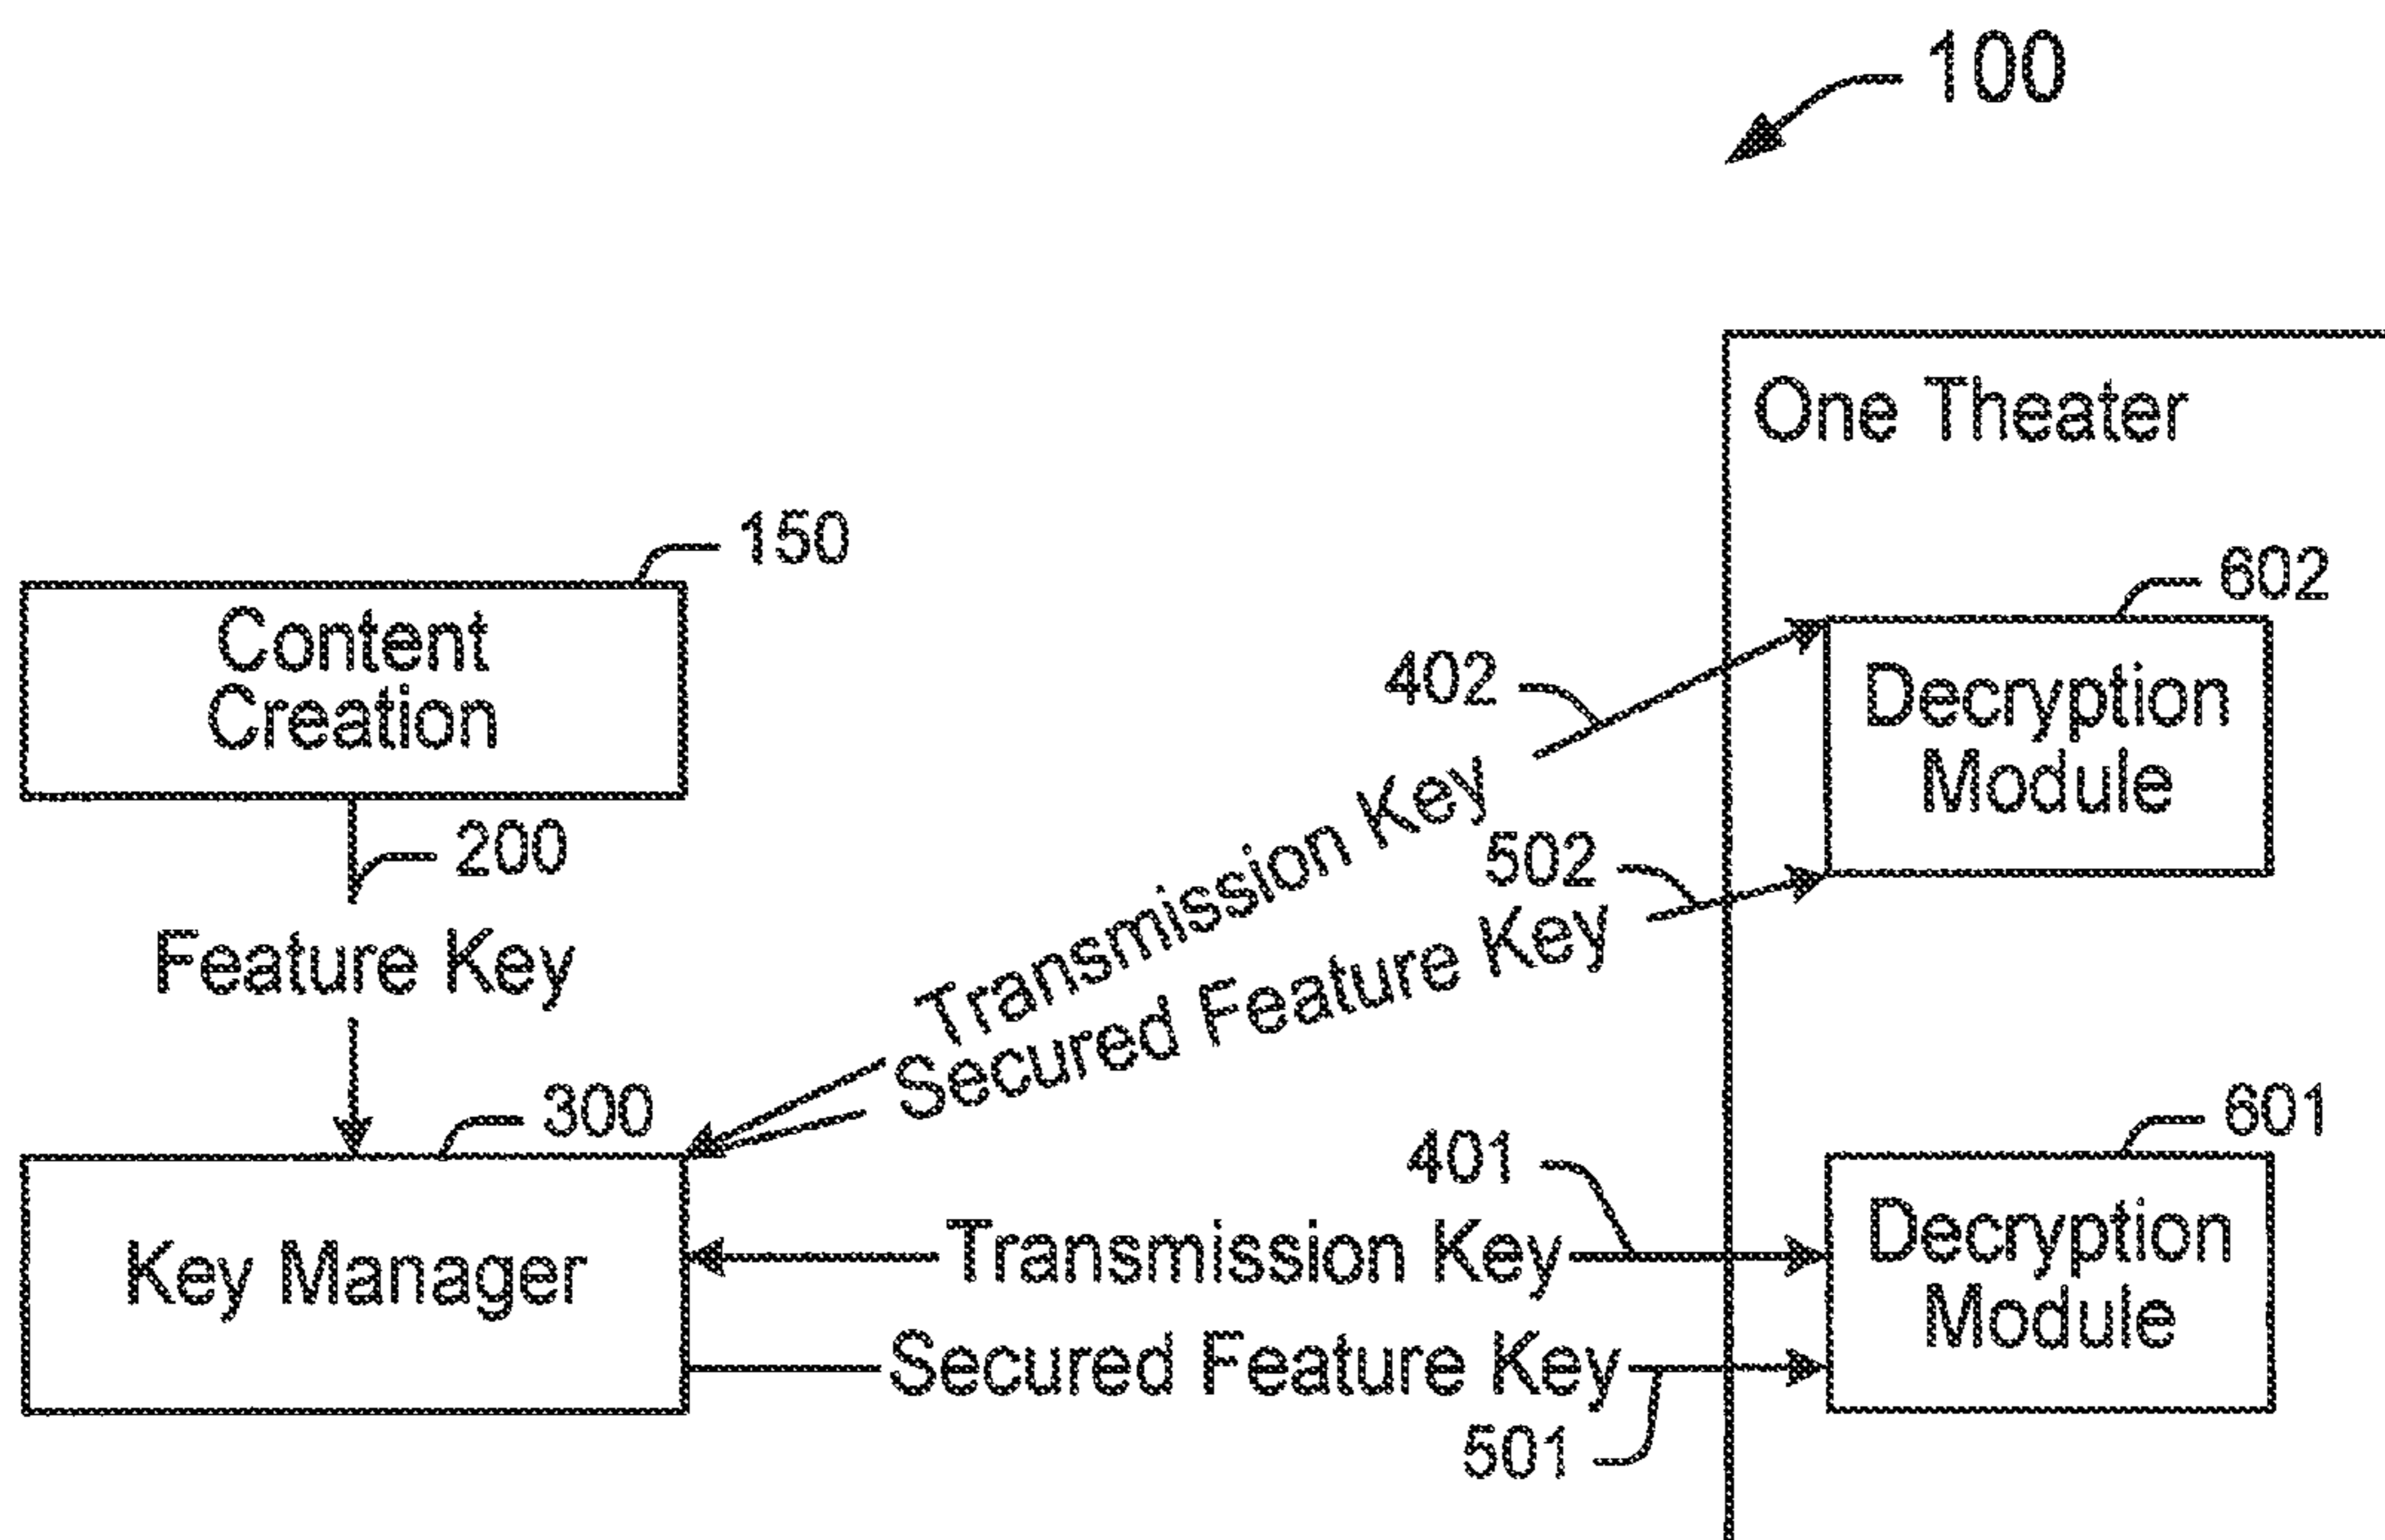 100
One Theater
150
Content
Creation
602
Decryption
Module
402
200
Transmission Key
502
Feature Key
Secured Feature Key
300
Key Manager
601
Decryption
Module
401
Transmission Key
Secured Feature Key
501